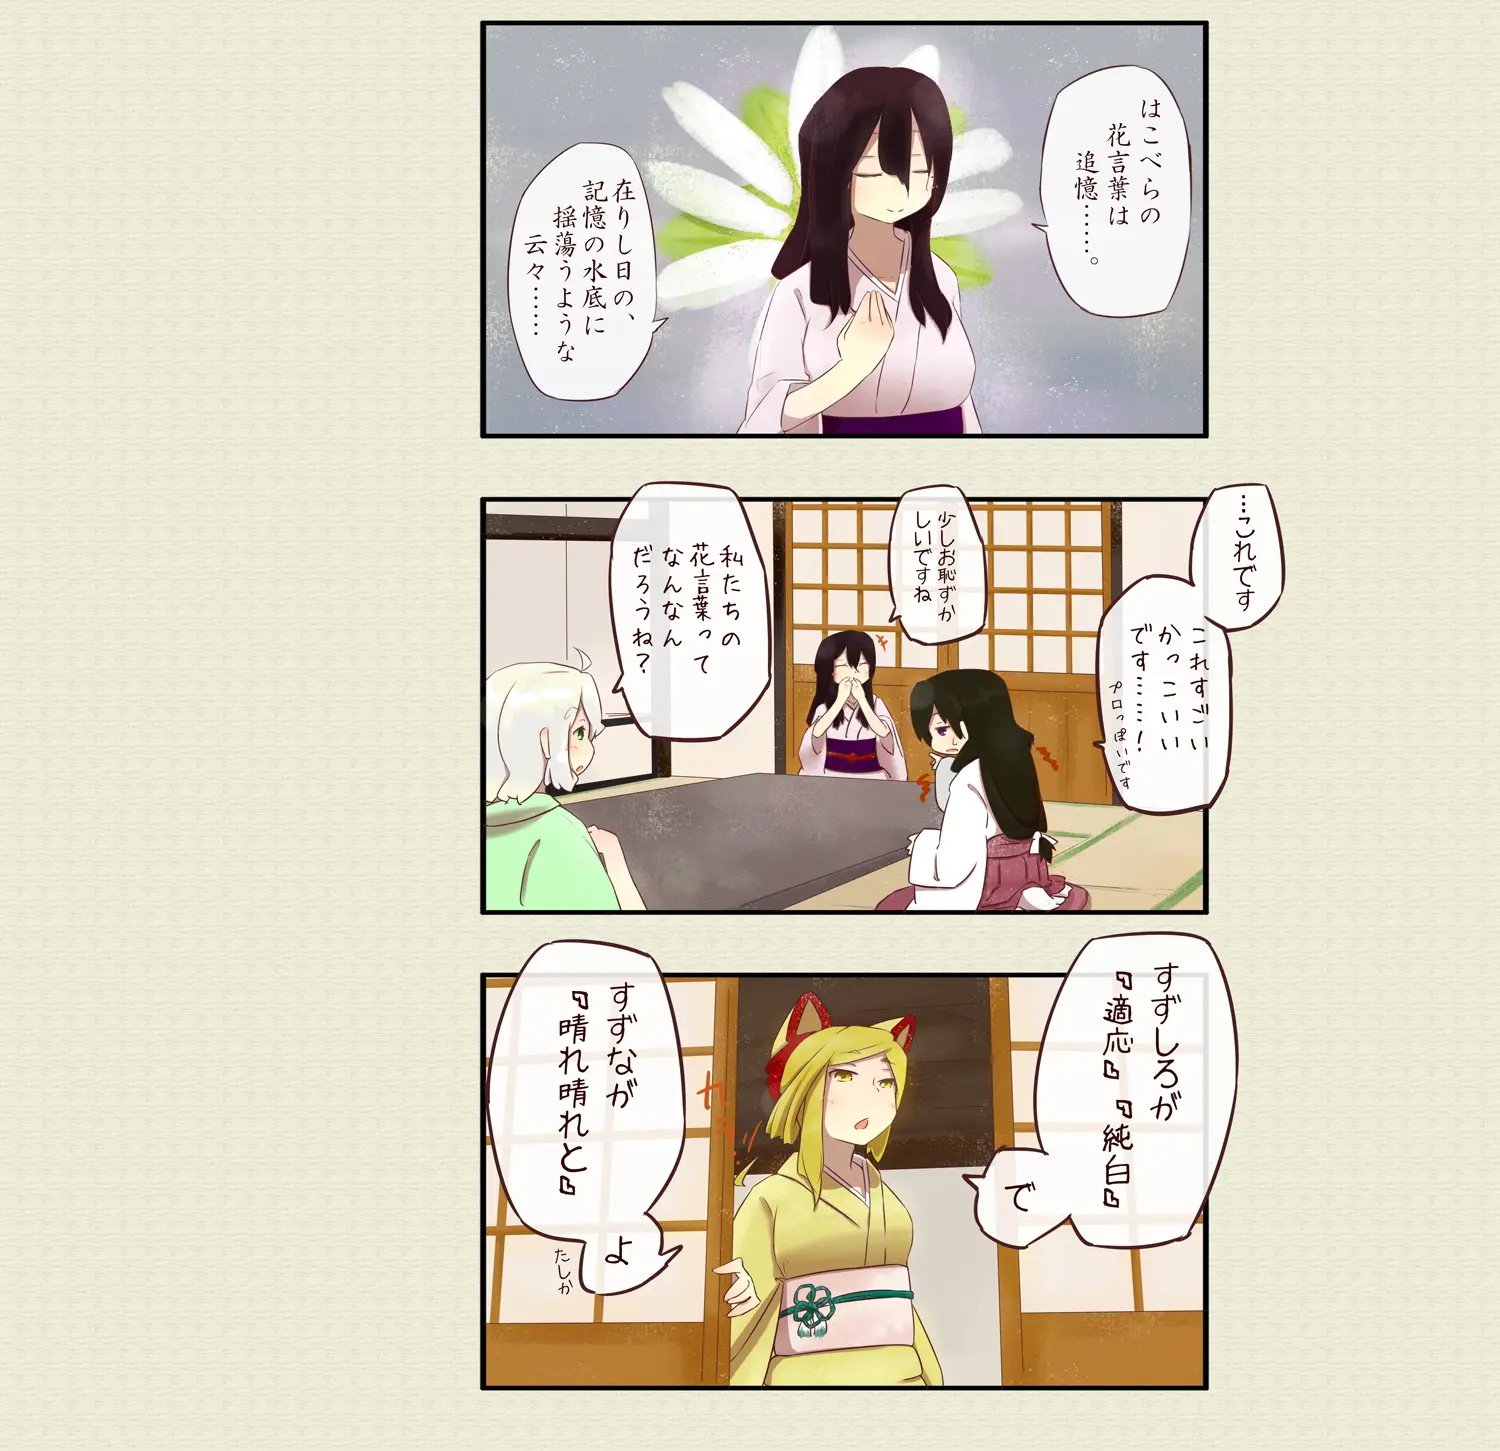 はこべらの
花言葉は
追憶……。
在りし日の、
記憶の水底に
揺蕩うような
云々……
…これです
これすごい
かっこいい
です……!
プロっぽいです
少しお恥ずか
しいですね
私たちの
花言葉って
なんなん
だろうね？
すずしろが
『適応』『純白』
で
すずなが
『晴れ晴れと』
よ
たしか